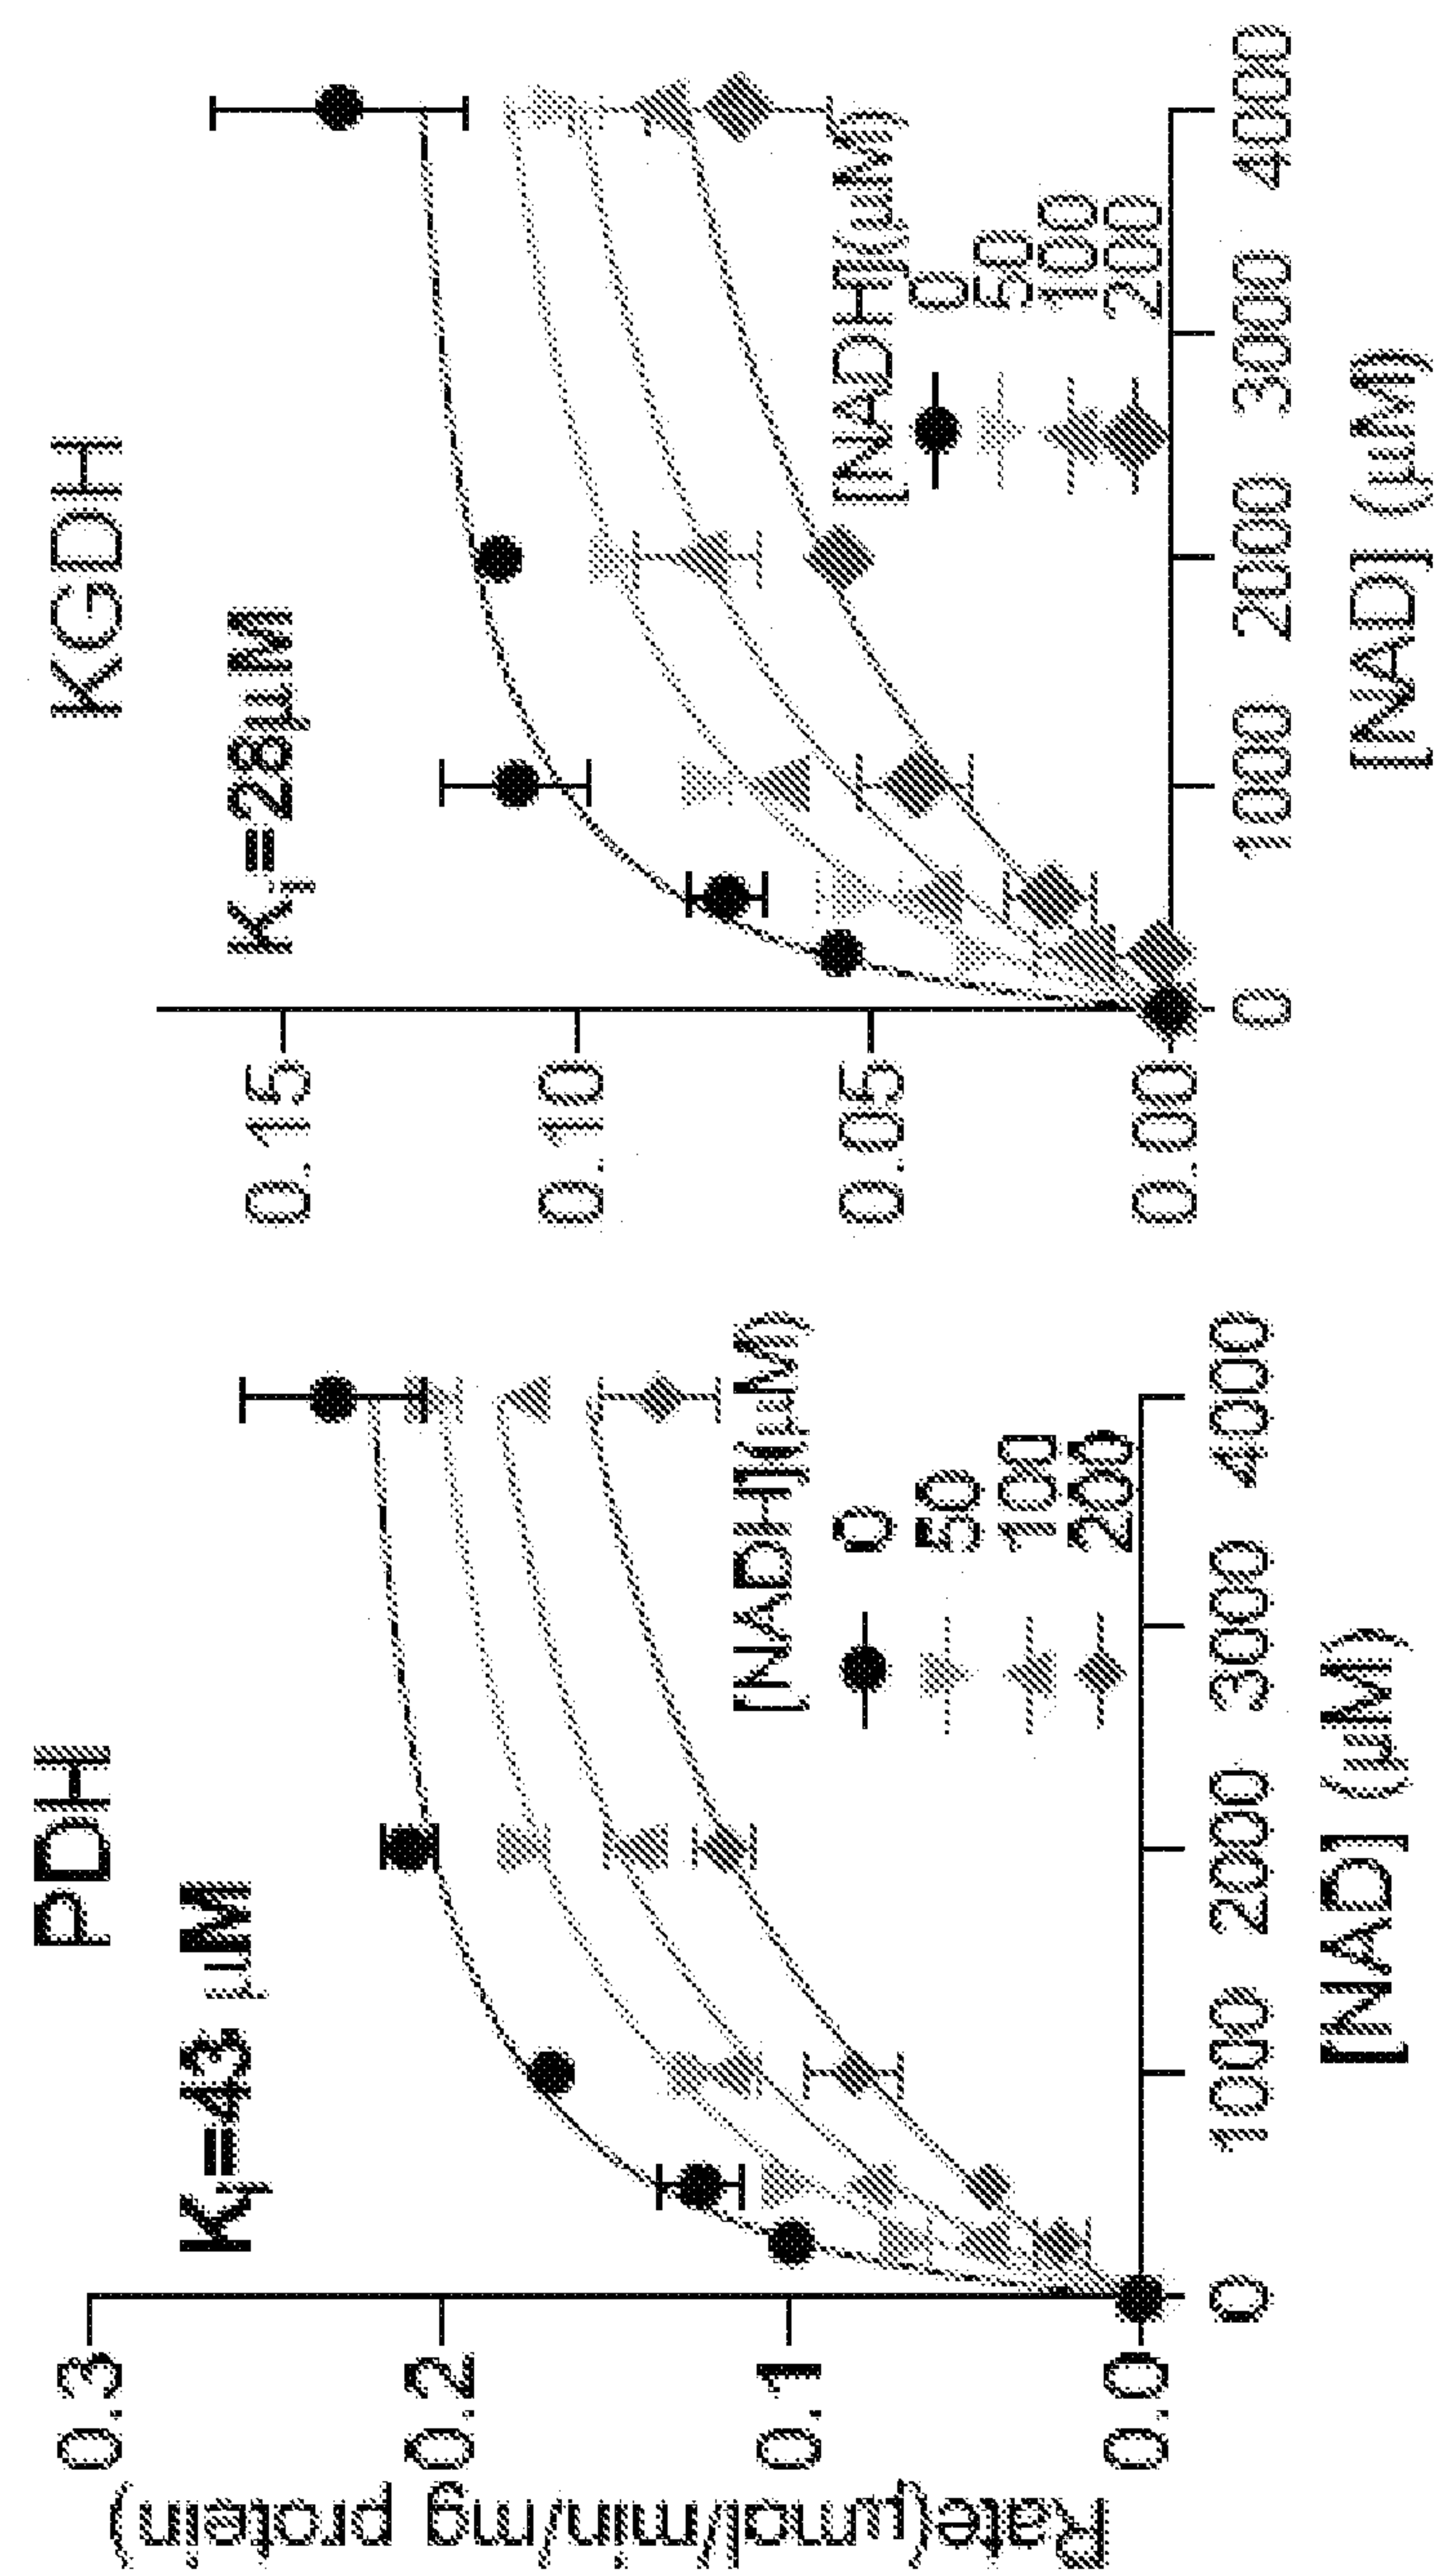 PDH
Kᵢ=43 µM
Rate(µmol/min/mg protein)
0.3
0.2
0.1
0.0
0
1000
2000
3000
4000
[NAD] (µM)
[NADH](µM)
0
50
100
200
KGDH
Kᵢ=28µM
0.15
0.10
0.05
0.00
0
1000
2000
3000
4000
[NAD] (µM)
[NADH](µM)
0
50
100
200